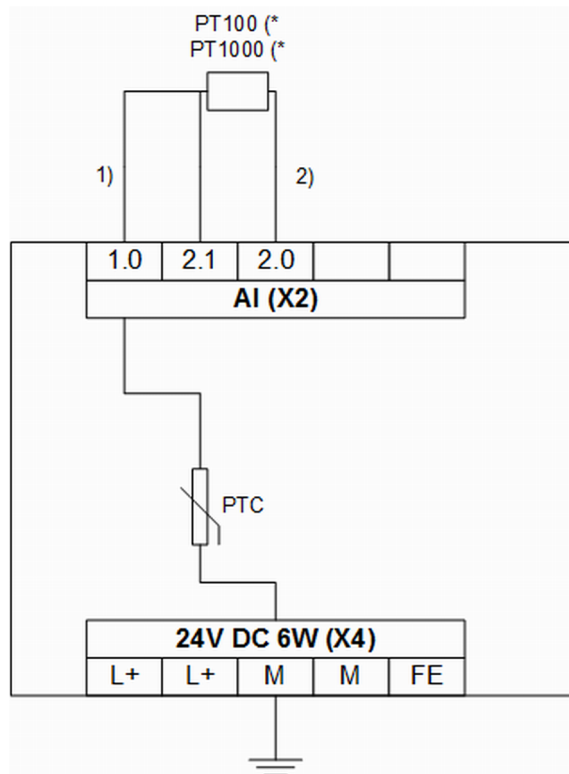 PT100 (*
PT1000 (*
1)
2)
1.0 2.1 2.0
AI (X2)
PTC
24V DC 6W (X4)
L+ L+ M M FE